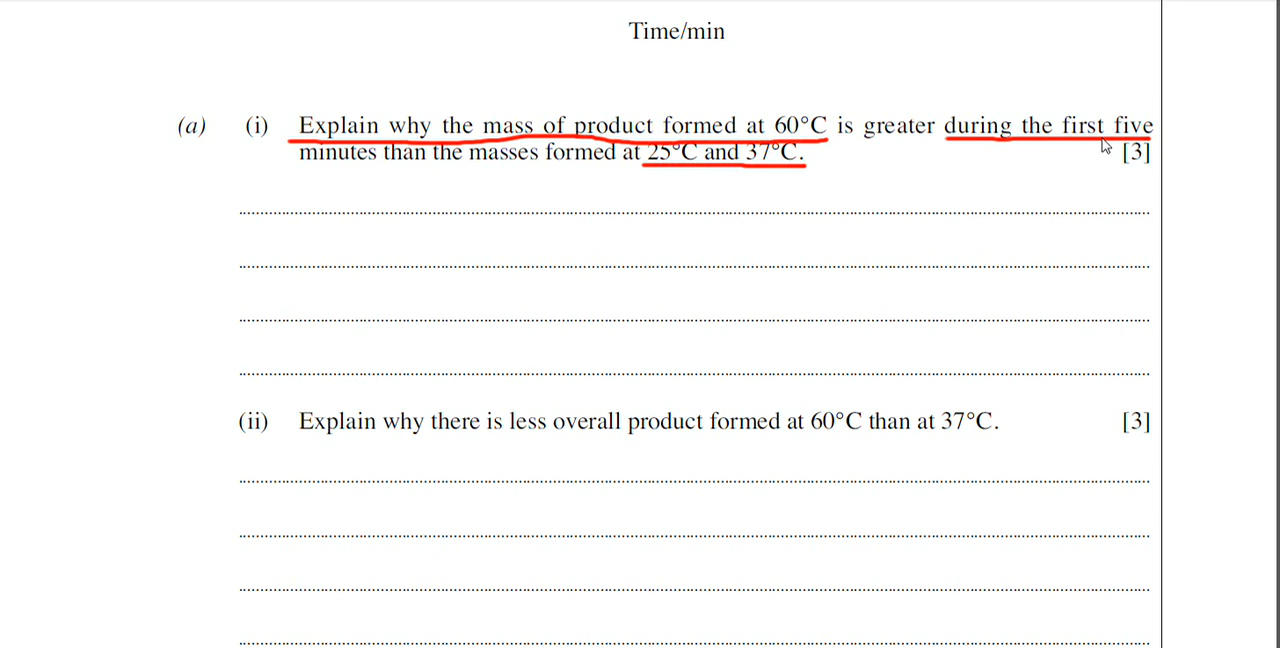 Time/min
(a) (i) Explain why the mass of product formed at 60°C is greater during the first five
minutes than the masses formed at 25°C and 37°C. [3]
(ii) Explain why there is less overall product formed at 60°C than at 37°C. [3]